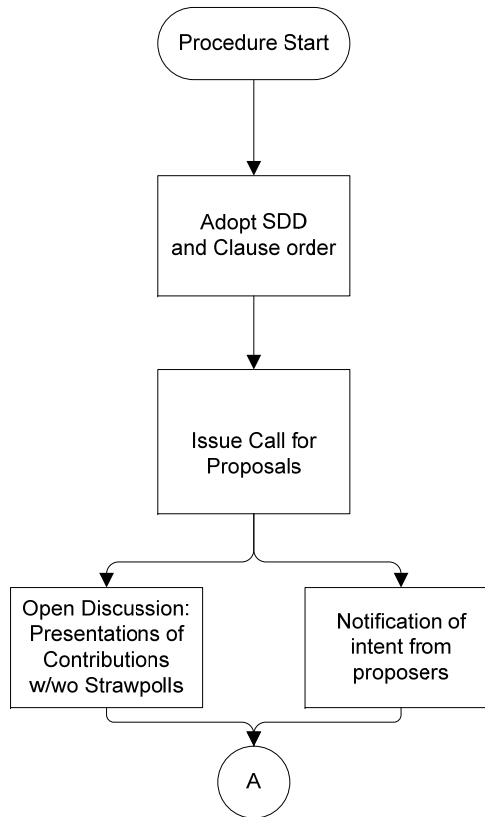 Procedure Start
Adopt SDD
and Clause order
Issue Call for
Proposals
Open Discussion:
Presentations of
Contributions
w/wo Strawpolls
Notification of
intent from
proposers
A